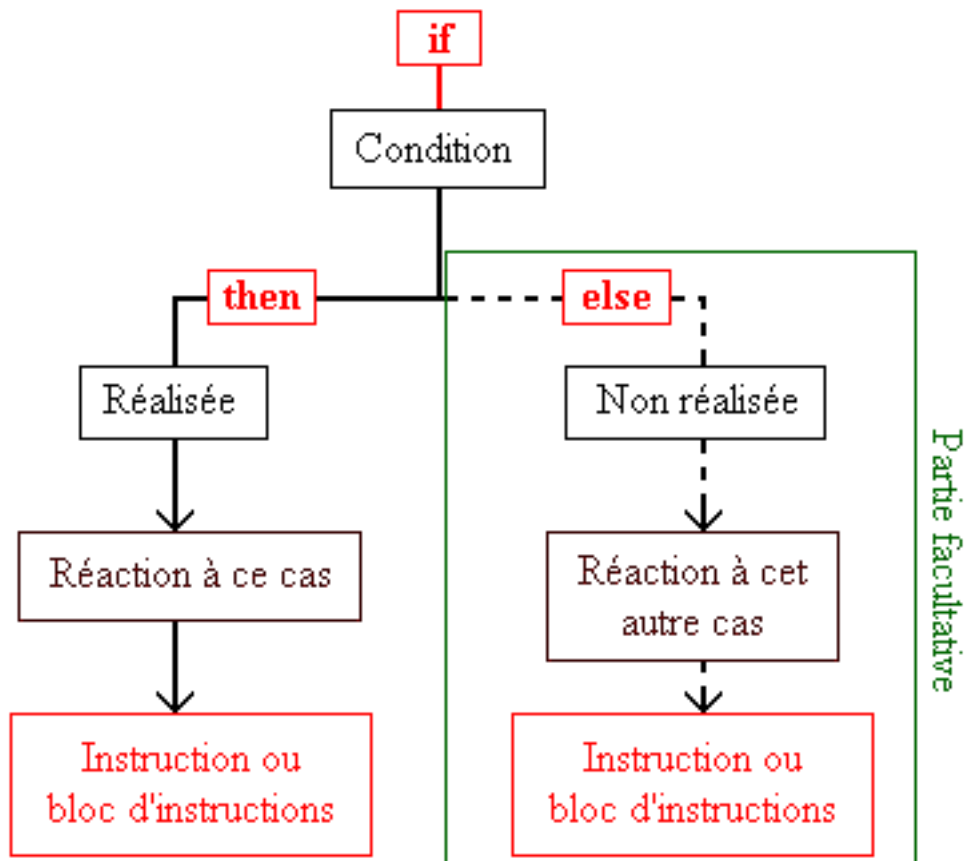 if
Condition
then
else
Réalisée
Non réalisée
Partie facultative
Réaction à ce cas
Réaction à cet
autre cas
Instruction ou
bloc d'instructions
Instruction ou
bloc d'instructions